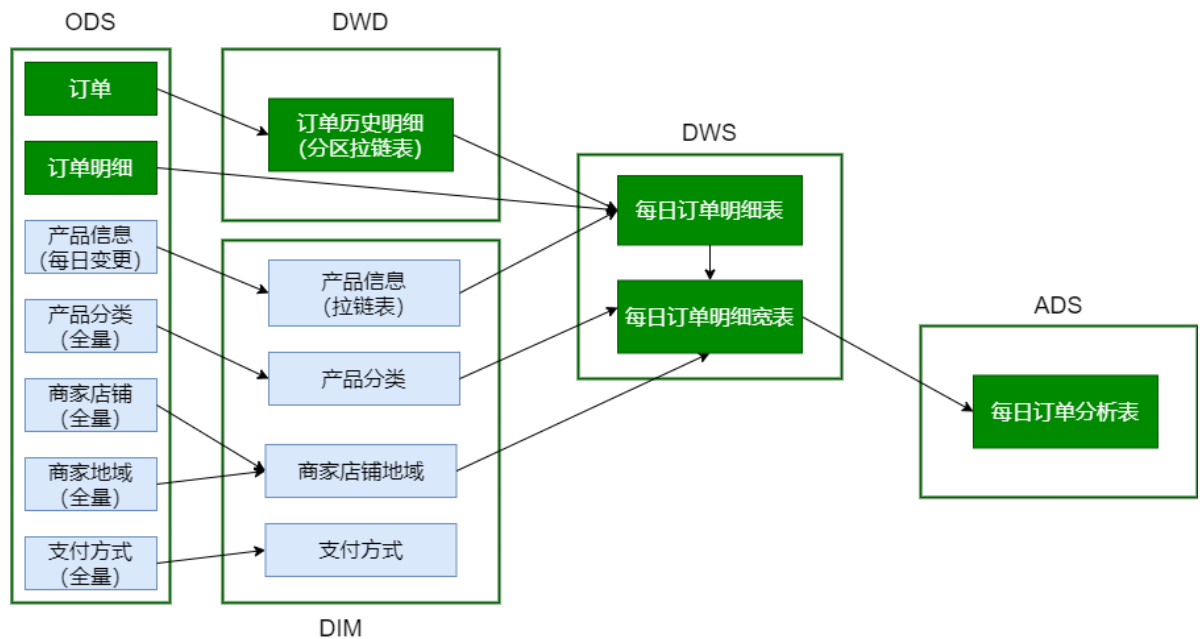 ODS
订单
订单明细
产品信息
(每日变更)
产品分类
(全量)
商家店铺
(全量)
商家地域
(全量)
支付方式
(全量)
DWD
订单历史明细
(分区拉链表)
产品信息
(拉链表)
产品分类
商家店铺地域
支付方式
DIM
DWS
每日订单明细表
每日订单明细宽表
ADS
每日订单分析表